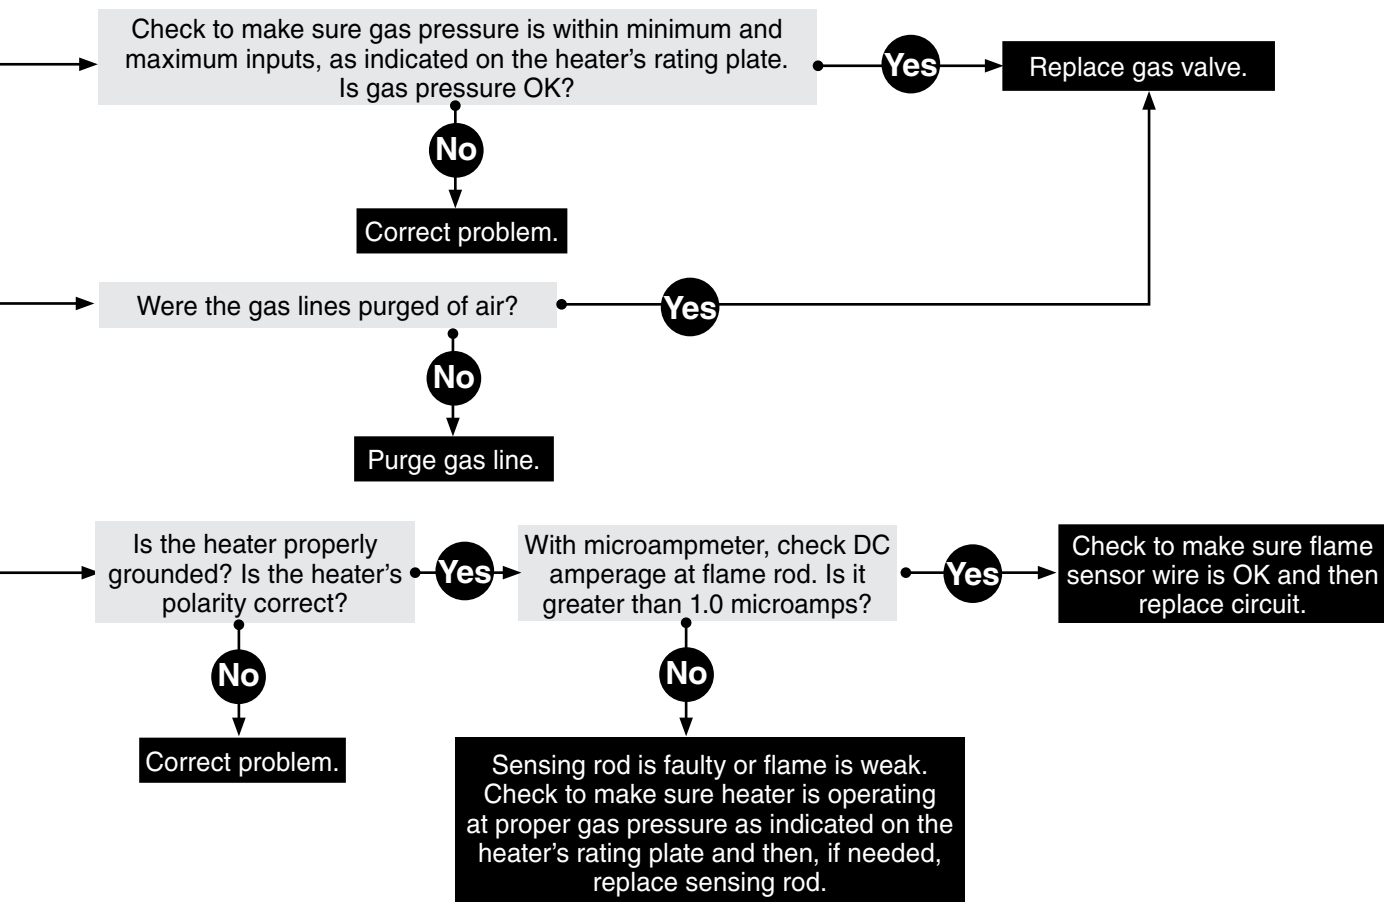 Check to make sure gas pressure is within minimum and
maximum inputs, as indicated on the heater’s rating plate.
Is gas pressure OK?
Yes
Replace gas valve.
No
Correct problem.
Were the gas lines purged of air?
Yes
No
Purge gas line.
Is the heater properly
grounded? Is the heater’s
polarity correct?
Yes
With microampmeter, check DC
amperage at flame rod. Is it
greater than 1.0 microamps?
Yes
Check to make sure flame
sensor wire is OK and then
replace circuit.
No
Correct problem.
No
Sensing rod is faulty or flame is weak.
Check to make sure heater is operating
at proper gas pressure as indicated on the
heater’s rating plate and then, if needed,
replace sensing rod.